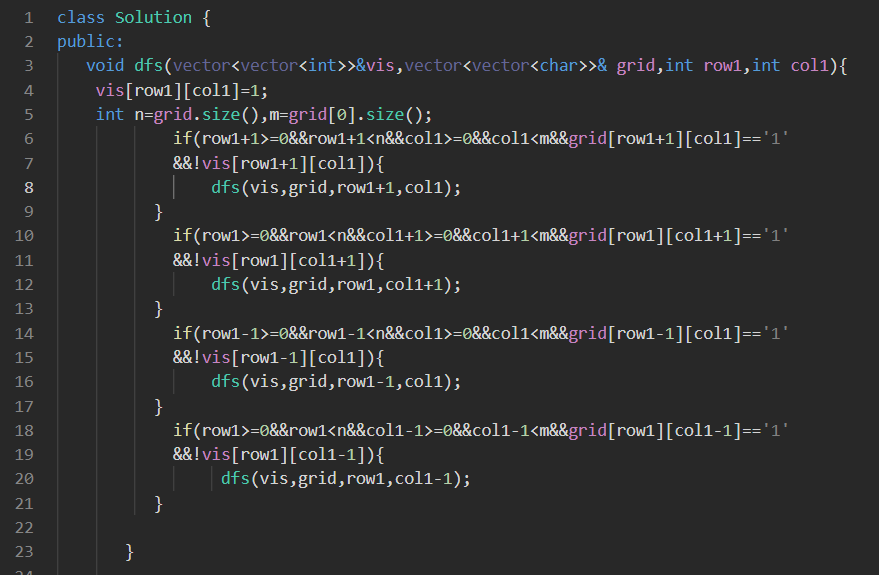 1 class Solution {
2 public:
3 void dfs(vector<vector<int>>&vis,vector<vector<char>>& grid,int row1,int col1){
4 vis[row1][col1]=1;
5 int n=grid.size(),m=grid[0].size();
6 if(row1+1>=0&&row1+1<n&&col1>=0&&col1<m&&grid[row1+1][col1]=='1'
7 &&!vis[row1+1][col1]){
8 dfs(vis,grid,row1+1,col1);
9 }
10 if(row1>=0&&row1<n&&col1+1>=0&&col1+1<m&&grid[row1][col1+1]=='1'
11 &&!vis[row1][col1+1]){
12 dfs(vis,grid,row1,col1+1);
13 }
14 if(row1-1>=0&&row1-1<n&&col1>=0&&col1<m&&grid[row1-1][col1]=='1'
15 &&!vis[row1-1][col1]){
16 dfs(vis,grid,row1-1,col1);
17 }
18 if(row1>=0&&row1<n&&col1-1>=0&&col1-1<m&&grid[row1][col1-1]=='1'
19 &&!vis[row1][col1-1]){
20 dfs(vis,grid,row1,col1-1);
21 }
22
23 }